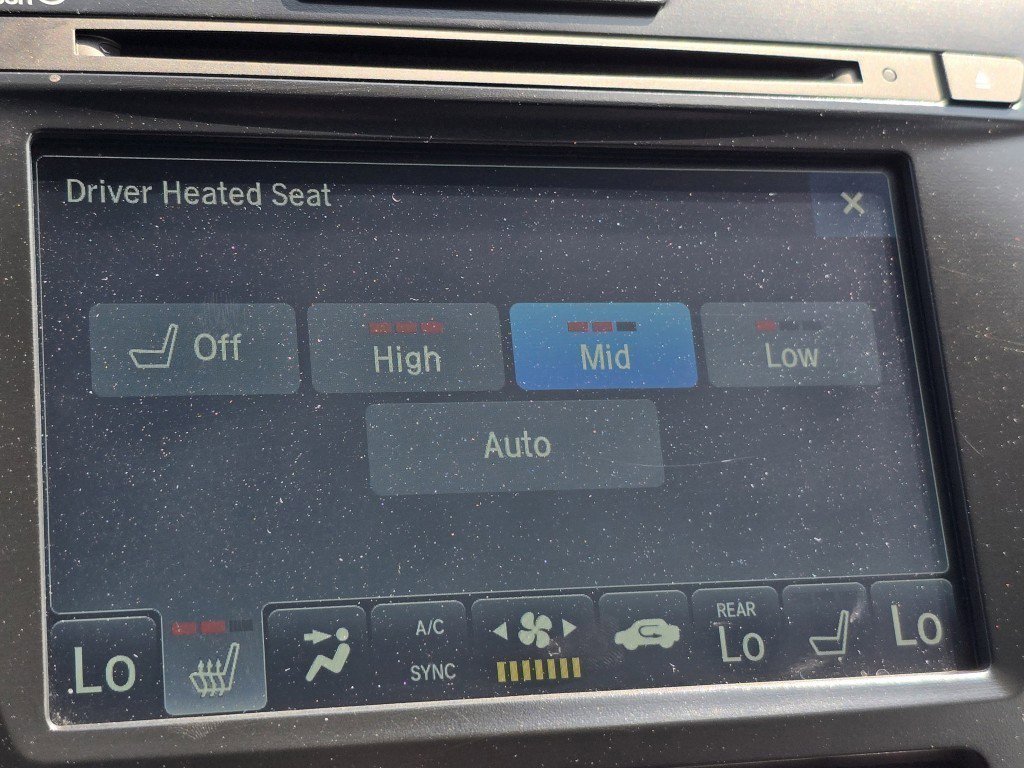 Driver Heated Seat
×
Off
High
Mid
Low
Auto
Lo
A/C
SYNC
REAR
Lo
Lo